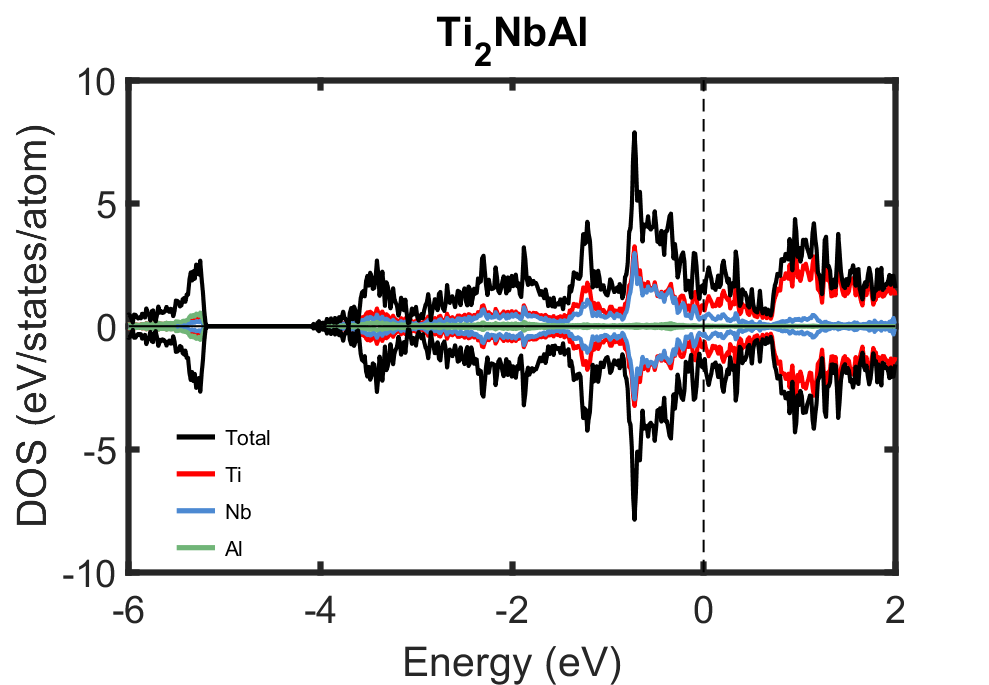 Ti₂NbAl
10
5
0
-5
-10
DOS (eV/states/atom)
Total
Ti
Nb
Al
-6 -4 -2 0 2
Energy (eV)